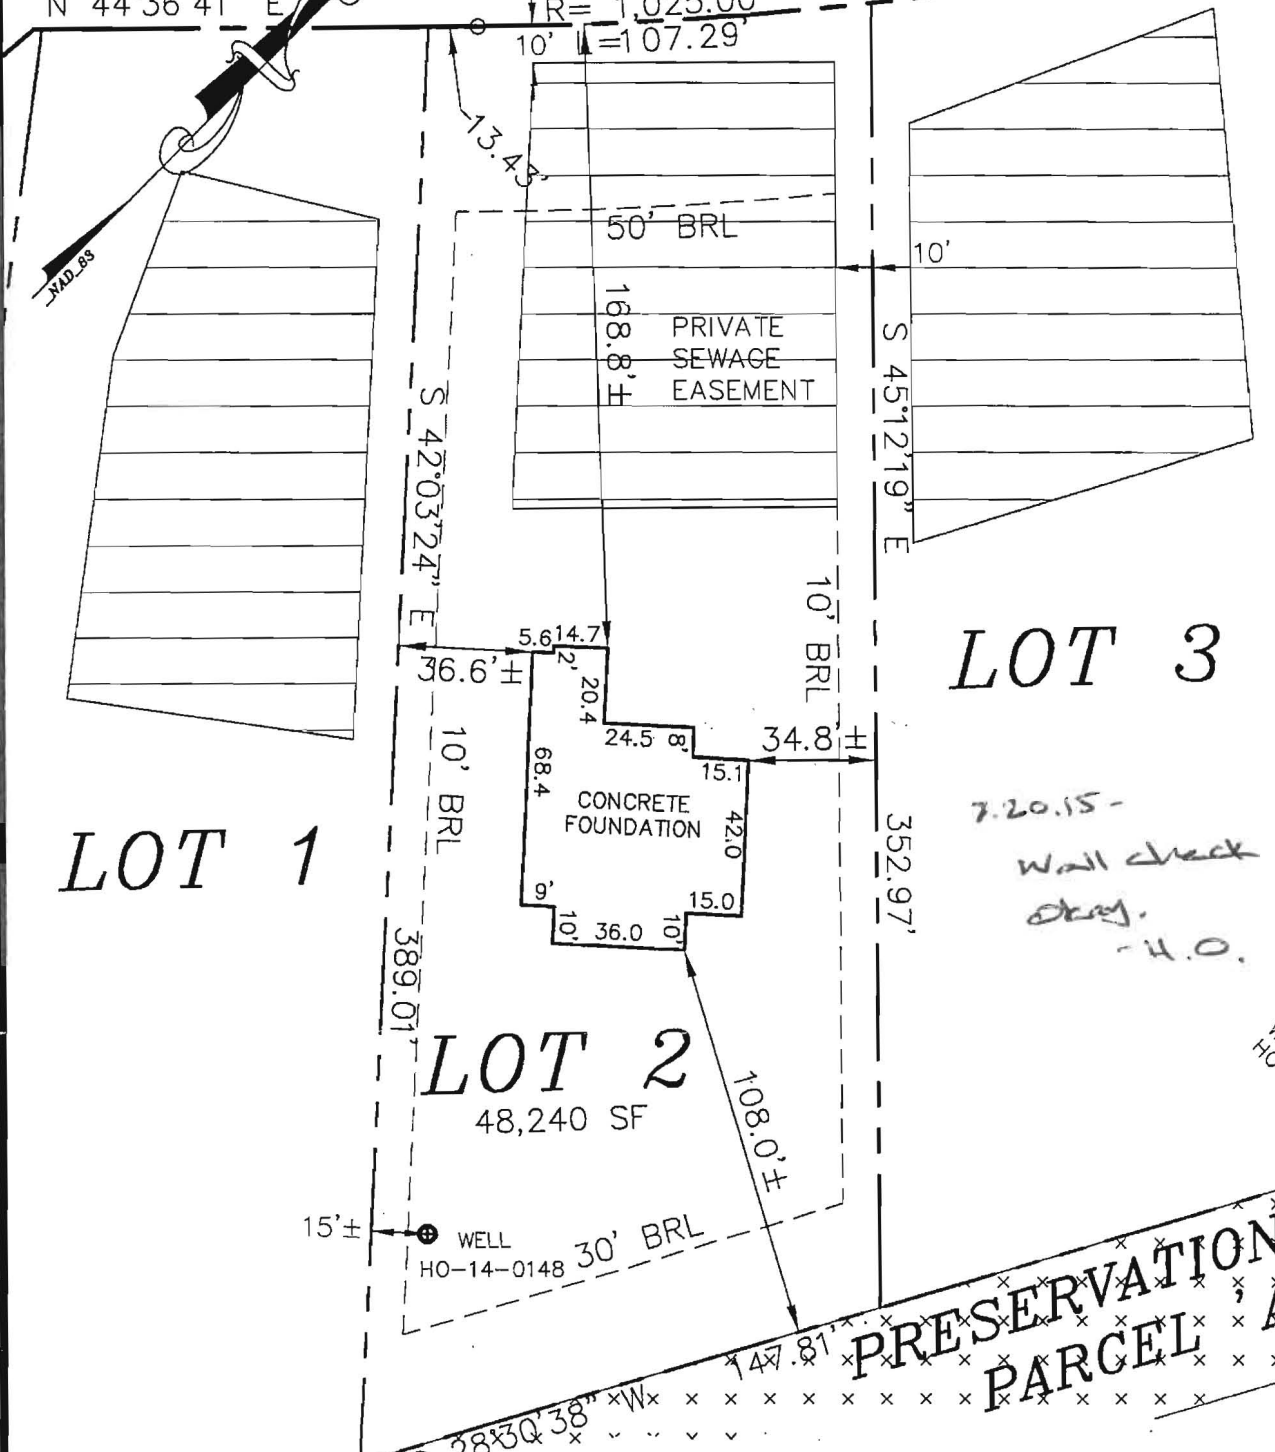 N 44°36'41" E
R= 1,025.00'
L=107.29'
10'
13.43'
NAD_83
50' BRL
10'
168.8'±
PRIVATE
SEWAGE
EASEMENT
S 42°03'24" E
S 45°12'19" E
10' BRL
LOT 3
5.6
14.7
2'
36.6'±
20.4
24.5
8'
34.8'±
15.1
10' BRL
68.4
CONCRETE
FOUNDATION
42.0
LOT 1
352.97'
7.20.15 -
Wall check
okay.
- H.O.
9'
15.0
10'
36.0
10'
389.01'
LOT 2
48,240 SF
108.0'±
15'±
WELL
HO-14-0148
30' BRL
HO
147.81'
PRESERVATION
PARCEL 'A
28°30'38" W